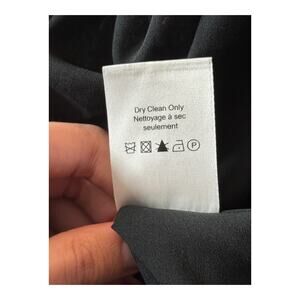 Dry Clean Only
Nettoyage à sec
seulement
P